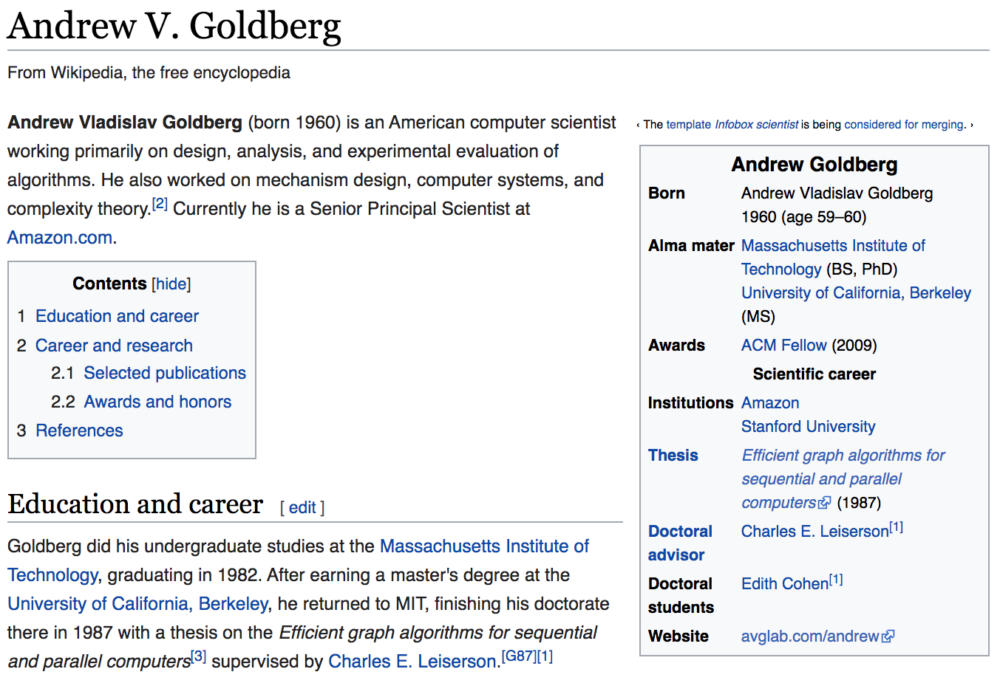 Andrew V. Goldberg
From Wikipedia, the free encyclopedia
Andrew Vladislav Goldberg (born 1960) is an American computer scientist
working primarily on design, analysis, and experimental evaluation of
algorithms. He also worked on mechanism design, computer systems, and
complexity theory.[2] Currently he is a Senior Principal Scientist at
Amazon.com.
Contents [hide]
1 Education and career
2 Career and research
2.1 Selected publications
2.2 Awards and honors
3 References
Education and career [ edit ]
Goldberg did his undergraduate studies at the Massachusetts Institute of
Technology, graduating in 1982. After earning a master's degree at the
University of California, Berkeley, he returned to MIT, finishing his doctorate
there in 1987 with a thesis on the Efficient graph algorithms for sequential
and parallel computers[3] supervised by Charles E. Leiserson.[G87][1]
‹ The template Infobox scientist is being considered for merging. ›
Andrew Goldberg
Born Andrew Vladislav Goldberg
1960 (age 59–60)
Alma mater Massachusetts Institute of
Technology (BS, PhD)
University of California, Berkeley
(MS)
Awards ACM Fellow (2009)
Scientific career
Institutions Amazon
Stanford University
Thesis Efficient graph algorithms for
sequential and parallel
computers (1987)
Doctoral Charles E. Leiserson[1]
advisor
Doctoral Edith Cohen[1]
students
Website avglab.com/andrew